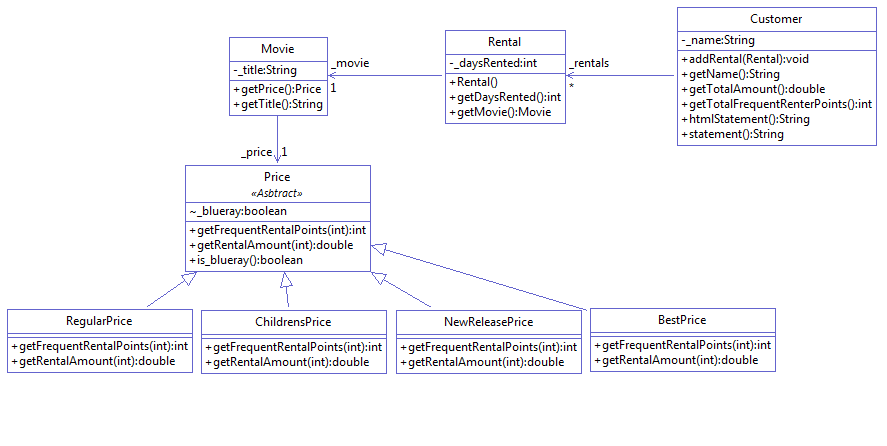 Customer
-_name:String
+addRental(Rental):void
+getName():String
+getTotalAmount():double
+getTotalFrequentRenterPoints():int
+htmlStatement():String
+statement():String
_rentals
*
Rental
-_daysRented:int
+Rental()
+getDaysRented():int
+getMovie():Movie
_movie
1
Movie
-_title:String
+getPrice():Price
+getTitle():String
_price
1
Price
«Asbtract»
~_blueray:boolean
+getFrequentRentalPoints(int):int
+getRentalAmount(int):double
+is_blueray():boolean
RegularPrice
+getFrequentRentalPoints(int):int
+getRentalAmount(int):double
ChildrensPrice
+getFrequentRentalPoints(int):int
+getRentalAmount(int):double
NewReleasePrice
+getFrequentRentalPoints(int):int
+getRentalAmount(int):double
BestPrice
+getFrequentRentalPoints(int):int
+getRentalAmount(int):double